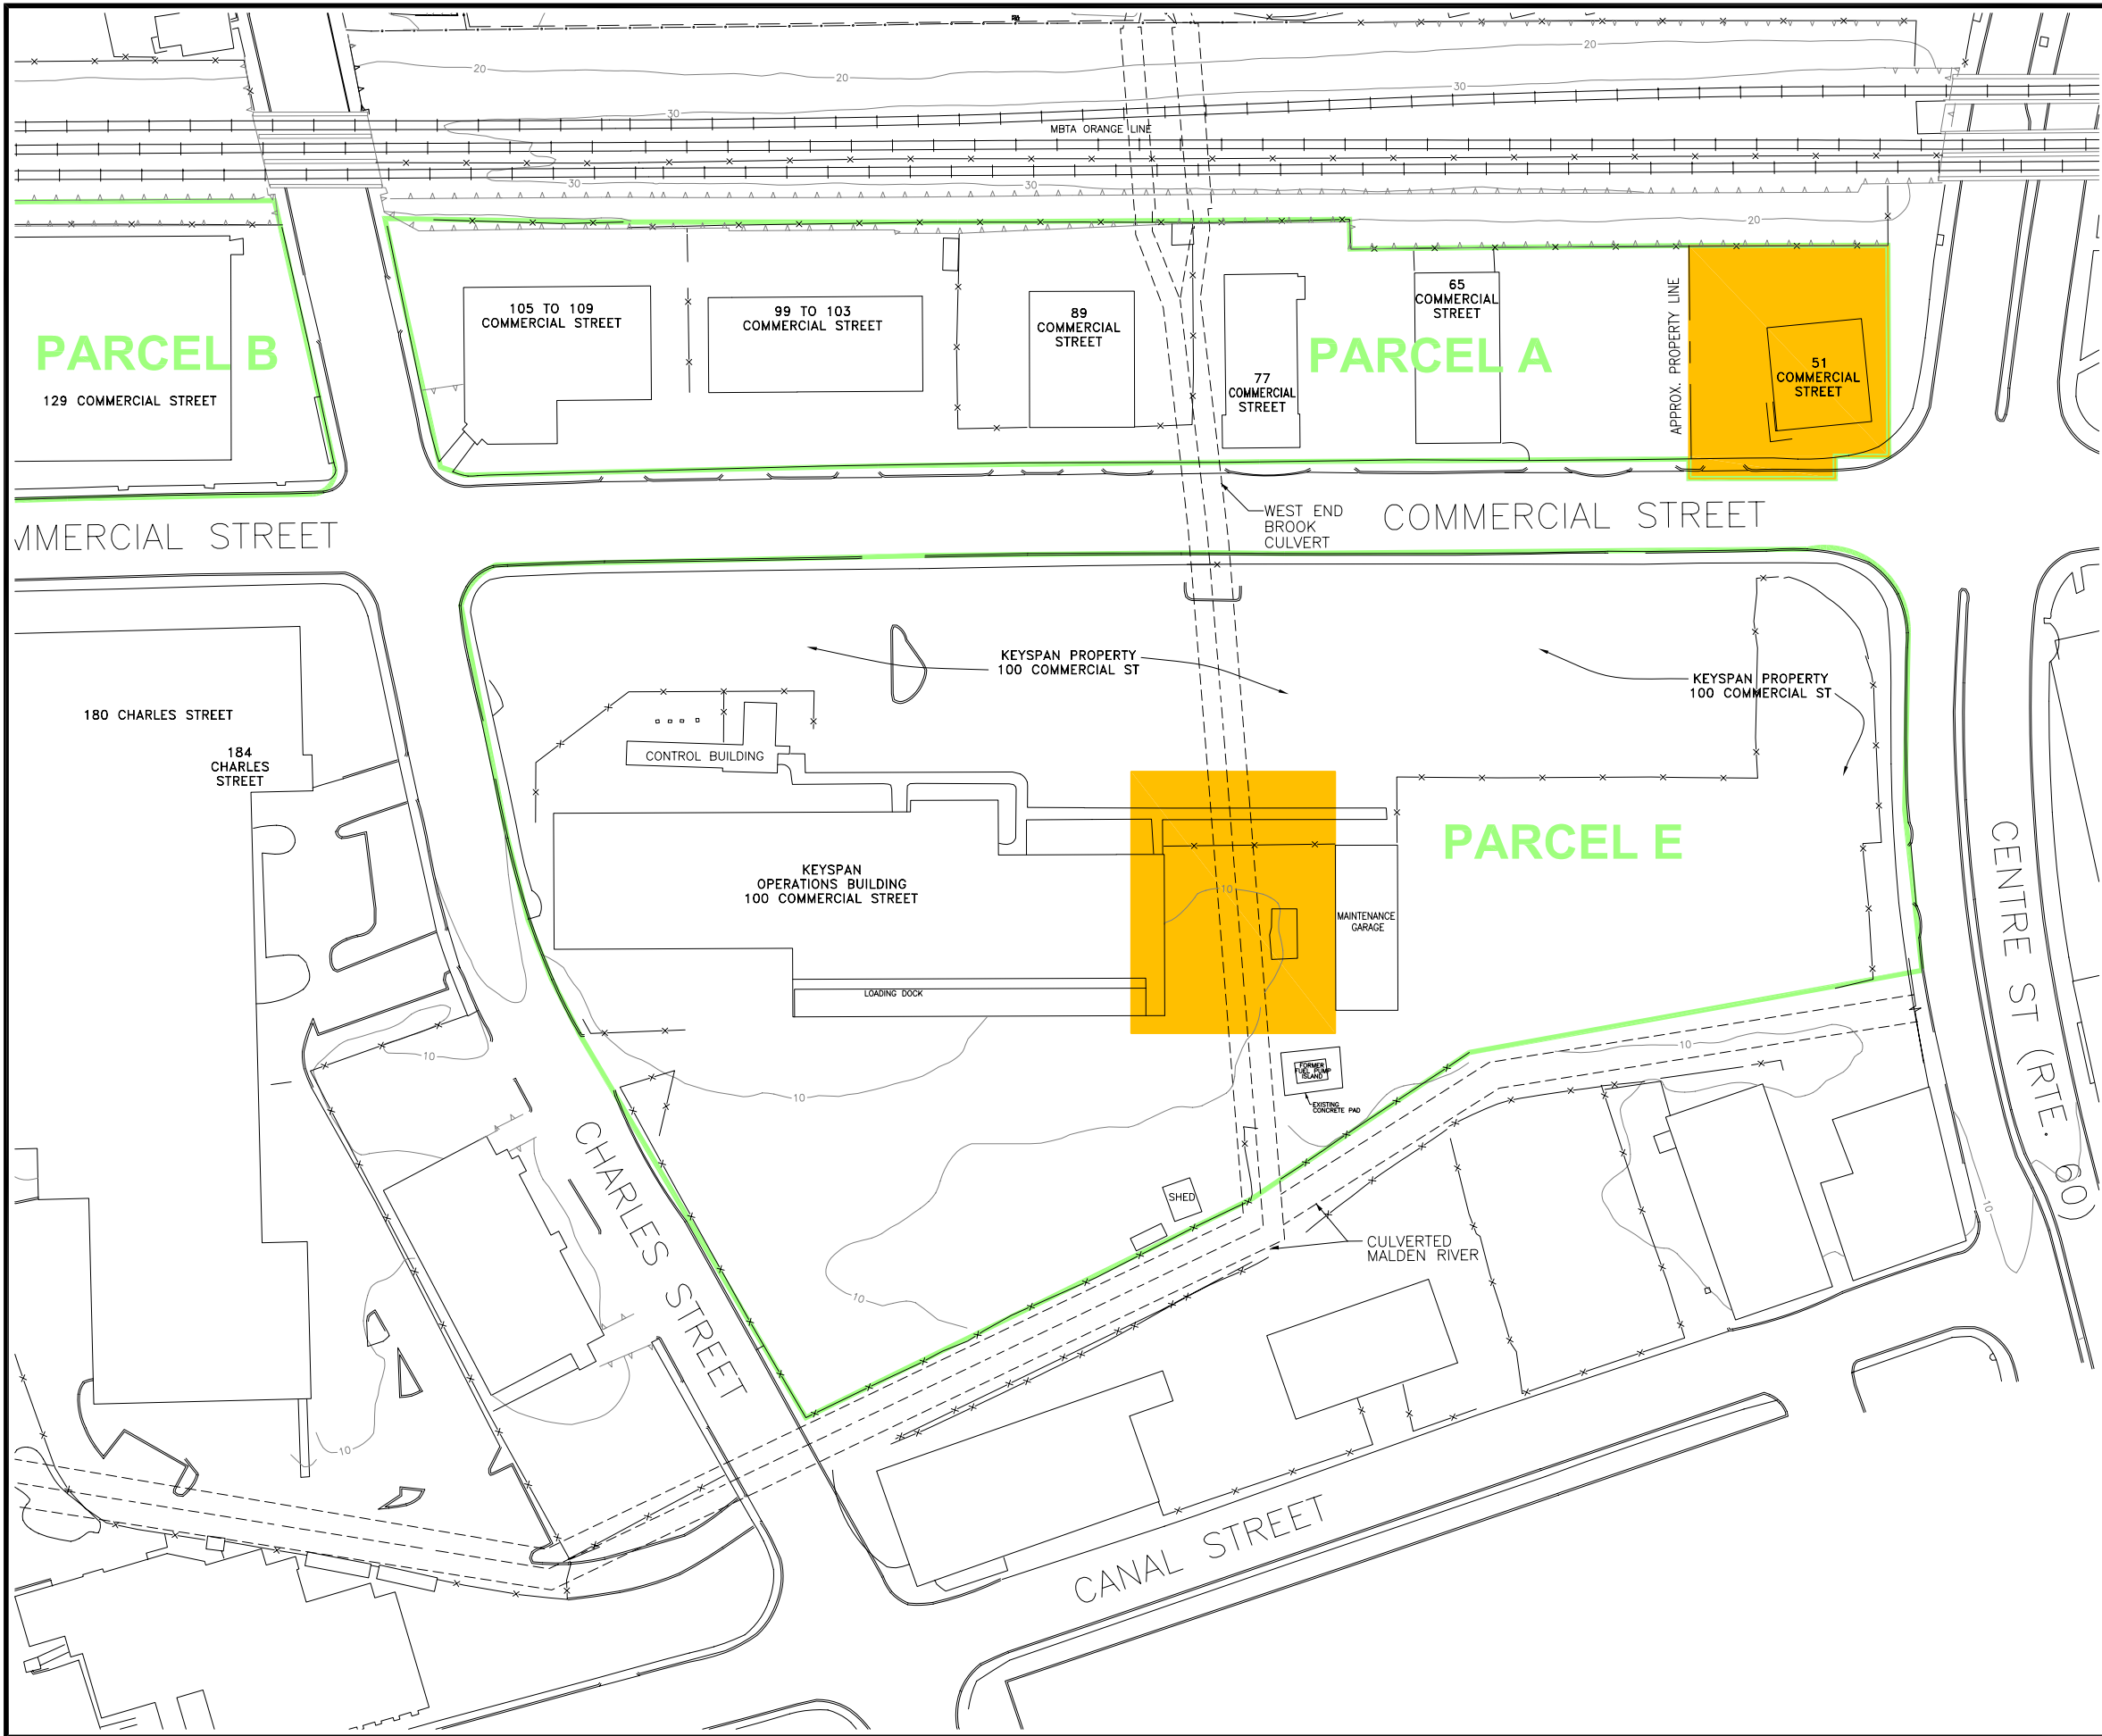 20
20
20
30
30
MBTA ORANGE LINE
30
30
20
105 TO 109
COMMERCIAL STREET
99 TO 103
COMMERCIAL STREET
89
COMMERCIAL
STREET
77
COMMERCIAL
STREET
65
COMMERCIAL
STREET
APPROX. PROPERTY LINE
51
COMMERCIAL
STREET
PARCEL B
PARCEL A
129 COMMERCIAL STREET
WEST END
BROOK
CULVERT
MMERCIAL STREET
COMMERCIAL STREET
KEYSPAN PROPERTY
100 COMMERCIAL ST
KEYSPAN PROPERTY
100 COMMERCIAL ST
180 CHARLES STREET
184
CHARLES
STREET
CONTROL BUILDING
PARCEL E
KEYSPAN
OPERATIONS BUILDING
100 COMMERCIAL STREET
10
MAINTENANCE
GARAGE
LOADING DOCK
CENTRE ST (RTE. 60)
10
10
10
FORMER
FUEL PUMP
ISLAND
EXISTING
CONCRETE PAD
CHARLES STREET
SHED
10
CULVERTED
MALDEN RIVER
10
10
CANAL STREET